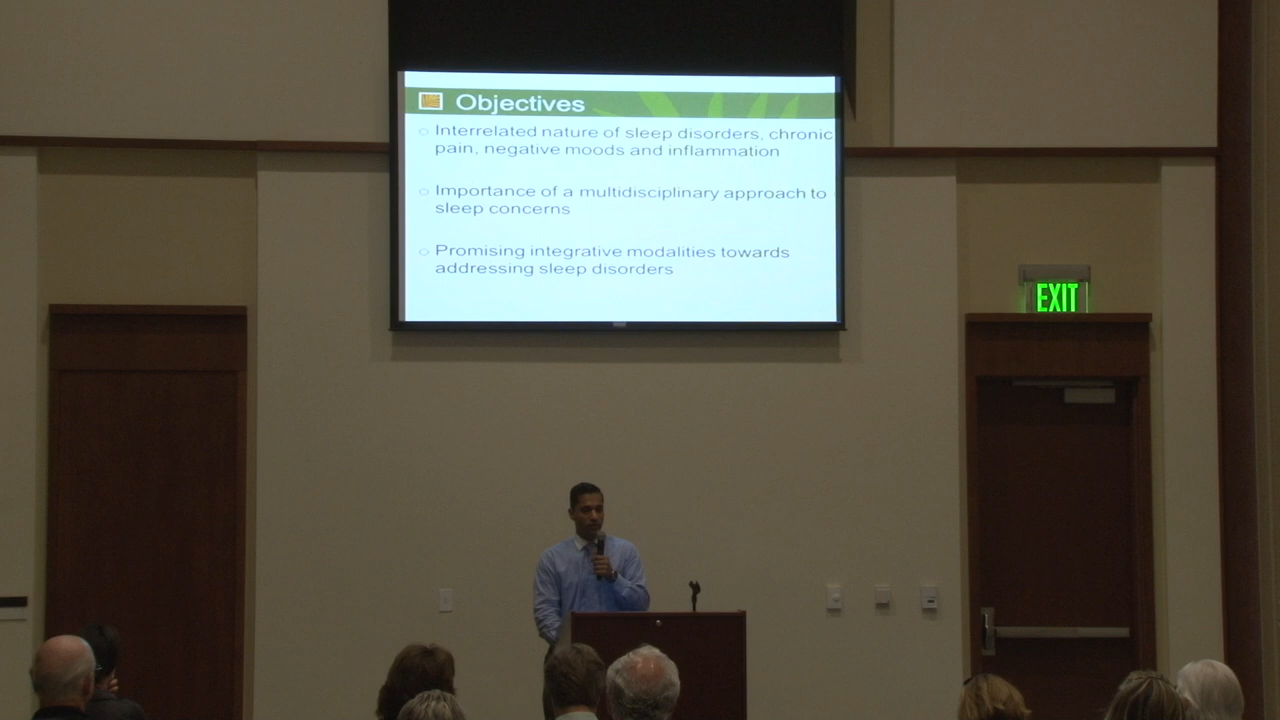 Objectives
Interrelated nature of sleep disorders, chronic
pain, negative moods and inflammation
Importance of a multidisciplinary approach to
sleep concerns
Promising integrative modalities towards
addressing sleep disorders
EXIT